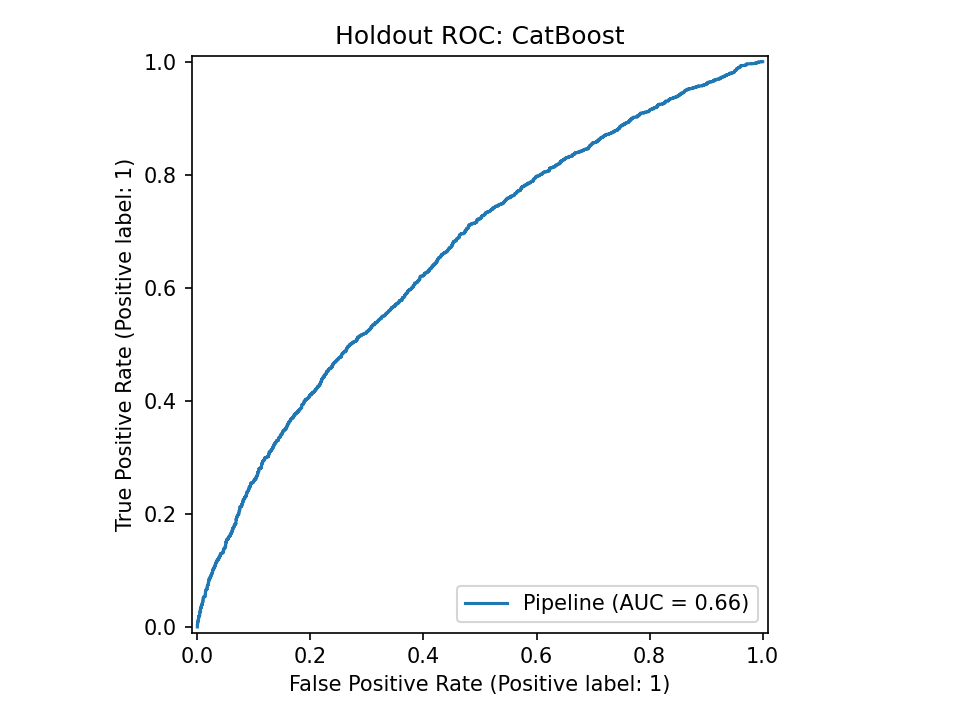 Holdout ROC: CatBoost
True Positive Rate (Positive label: 1)
1.0
0.8
0.6
0.4
0.2
0.0
Pipeline (AUC = 0.66)
0.0 0.2 0.4 0.6 0.8 1.0
False Positive Rate (Positive label: 1)